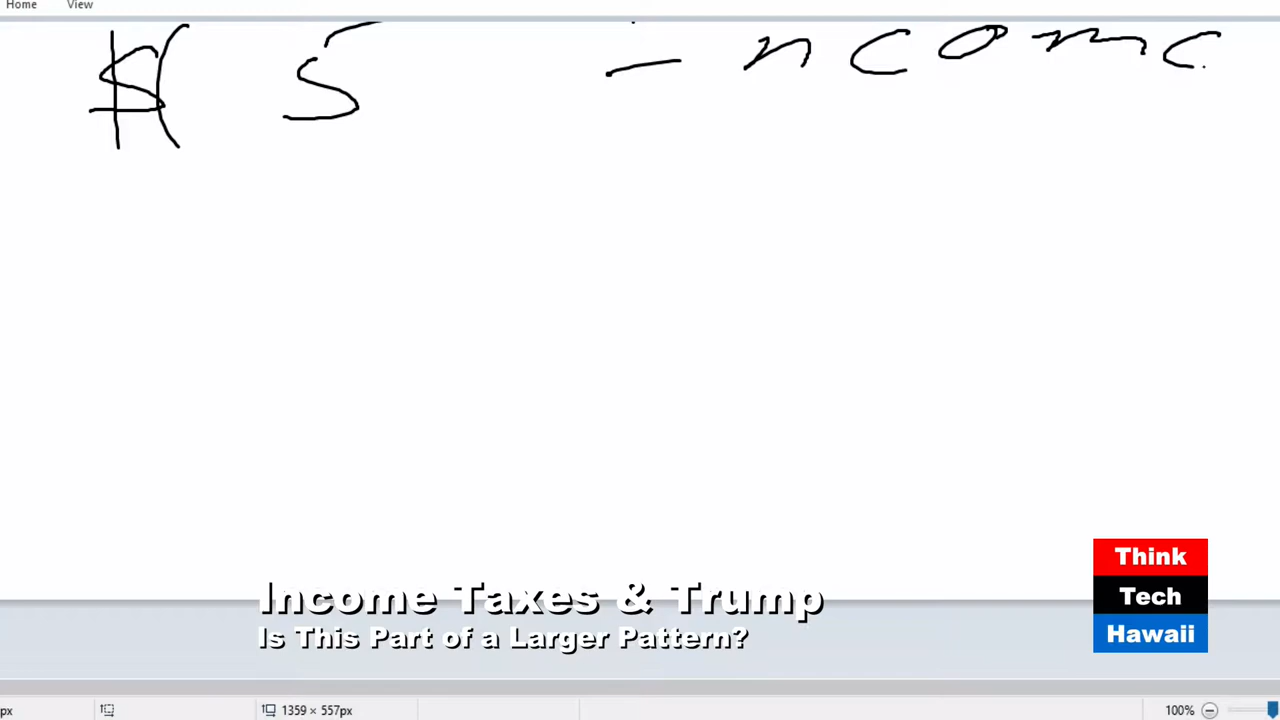 Home View
$( 5 - ncome
Income Taxes & Trump
Is This Part of a Larger Pattern?
Think
Tech
Hawaii
px 1359 × 557px 100%